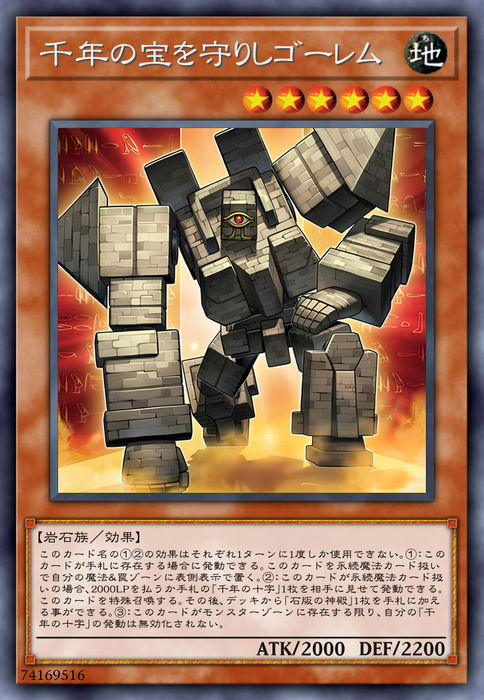 千年の宝を守りしゴーレム
ち
地
【岩石族／効果】
このカード名の①②の効果はそれぞれ1ターンに1度しか使用できない。①：この
カードが手札に存在する場合に発動できる。このカードを永続魔法カード扱い
で自分の魔法&罠ゾーンに表側表示で置く。②：このカードが永続魔法カード扱
いの場合、2000LPを払うか手札の「千年の十字」1枚を相手に見せて発動できる。
このカードを特殊召喚する。その後、デッキから「石版の神殿」1枚を手札に加え
る事ができる。③：このカードがモンスターゾーンに存在する限り、自分の「千
年の十字」の発動は無効化されない。
ATK/2000 DEF/2200
74169516